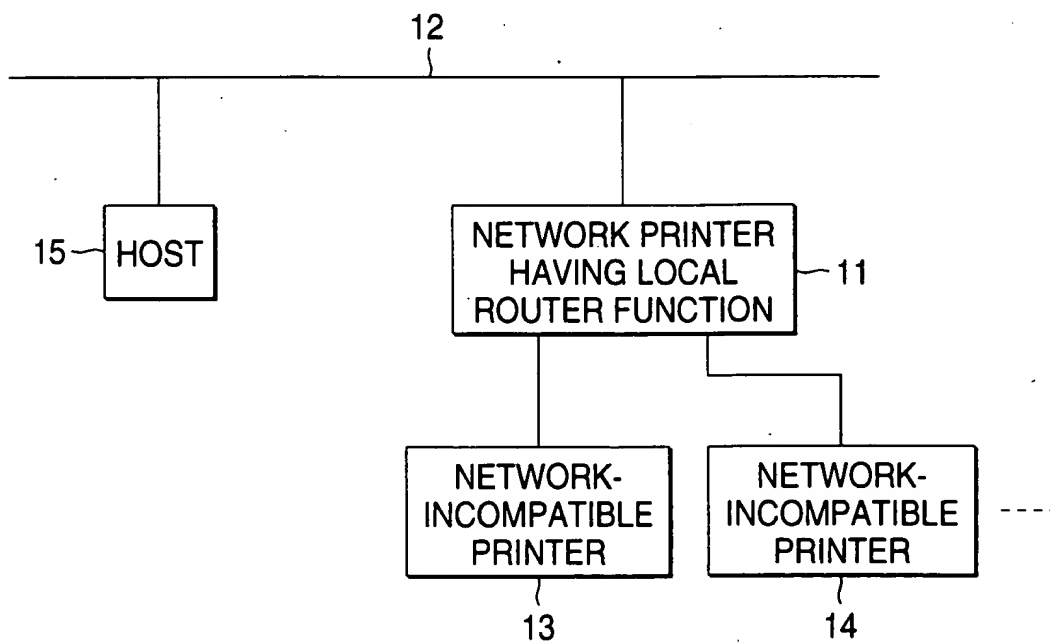 12
15
HOST
NETWORK PRINTER
HAVING LOCAL
ROUTER FUNCTION
11
NETWORK-
INCOMPATIBLE
PRINTER
NETWORK-
INCOMPATIBLE
PRINTER
13
14